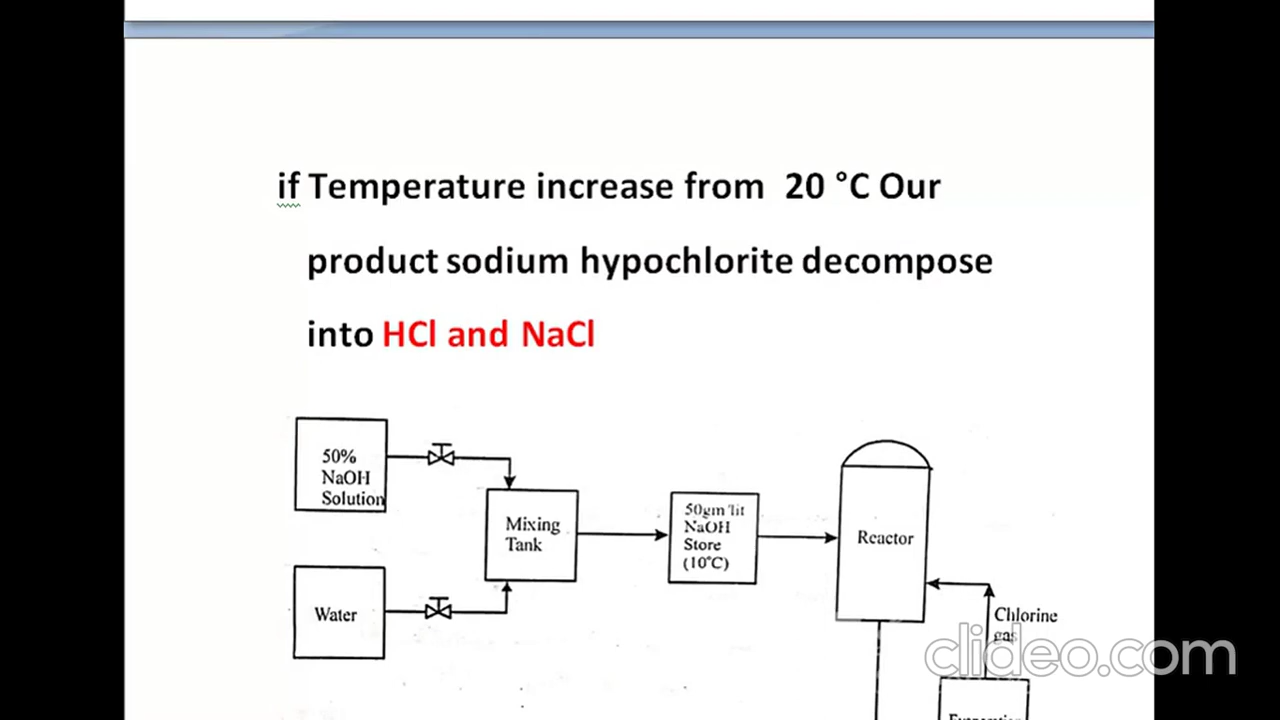 if Temperature increase from 20 °C Our
product sodium hypochlorite decompose
into HCl and NaCl
50%
NaOH
Solution
Mixing
Tank
50gm/lit
NaOH
Store
(10°C)
Reactor
Water
Chlorine
gas
clideo.com